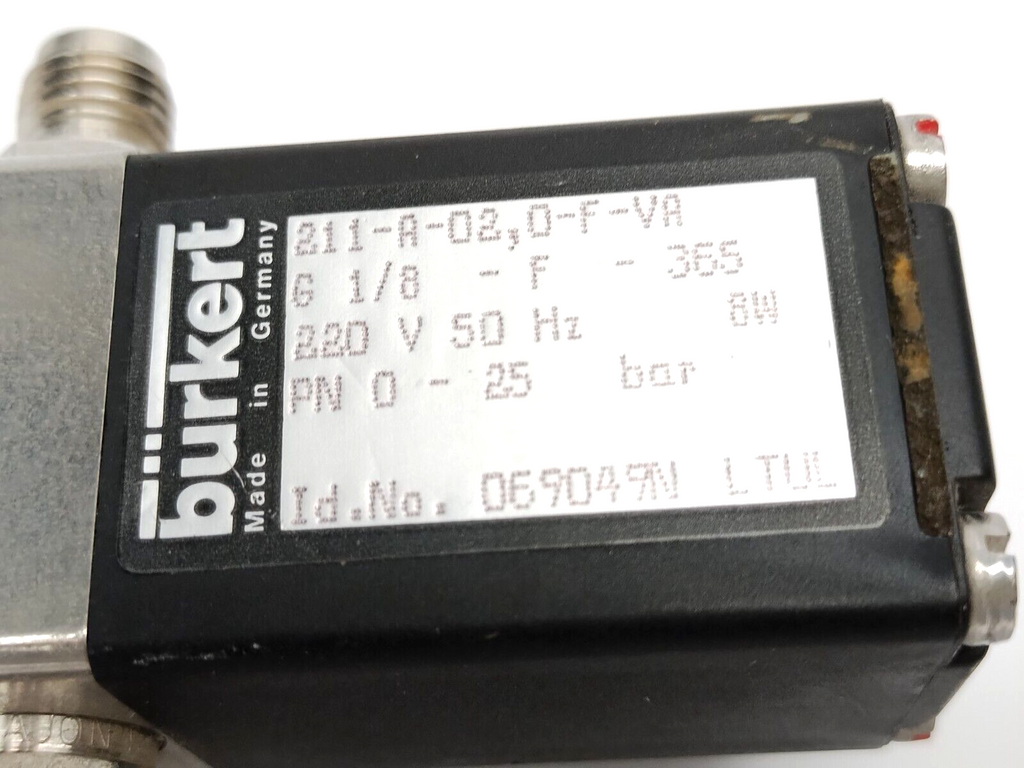 bürkert
Made in Germany
211-A-02,0-F-VA
G 1/8 - F - 365
220 V 50 Hz 8W
PN 0 - 25 bar
Id.No. 069049N LTUL